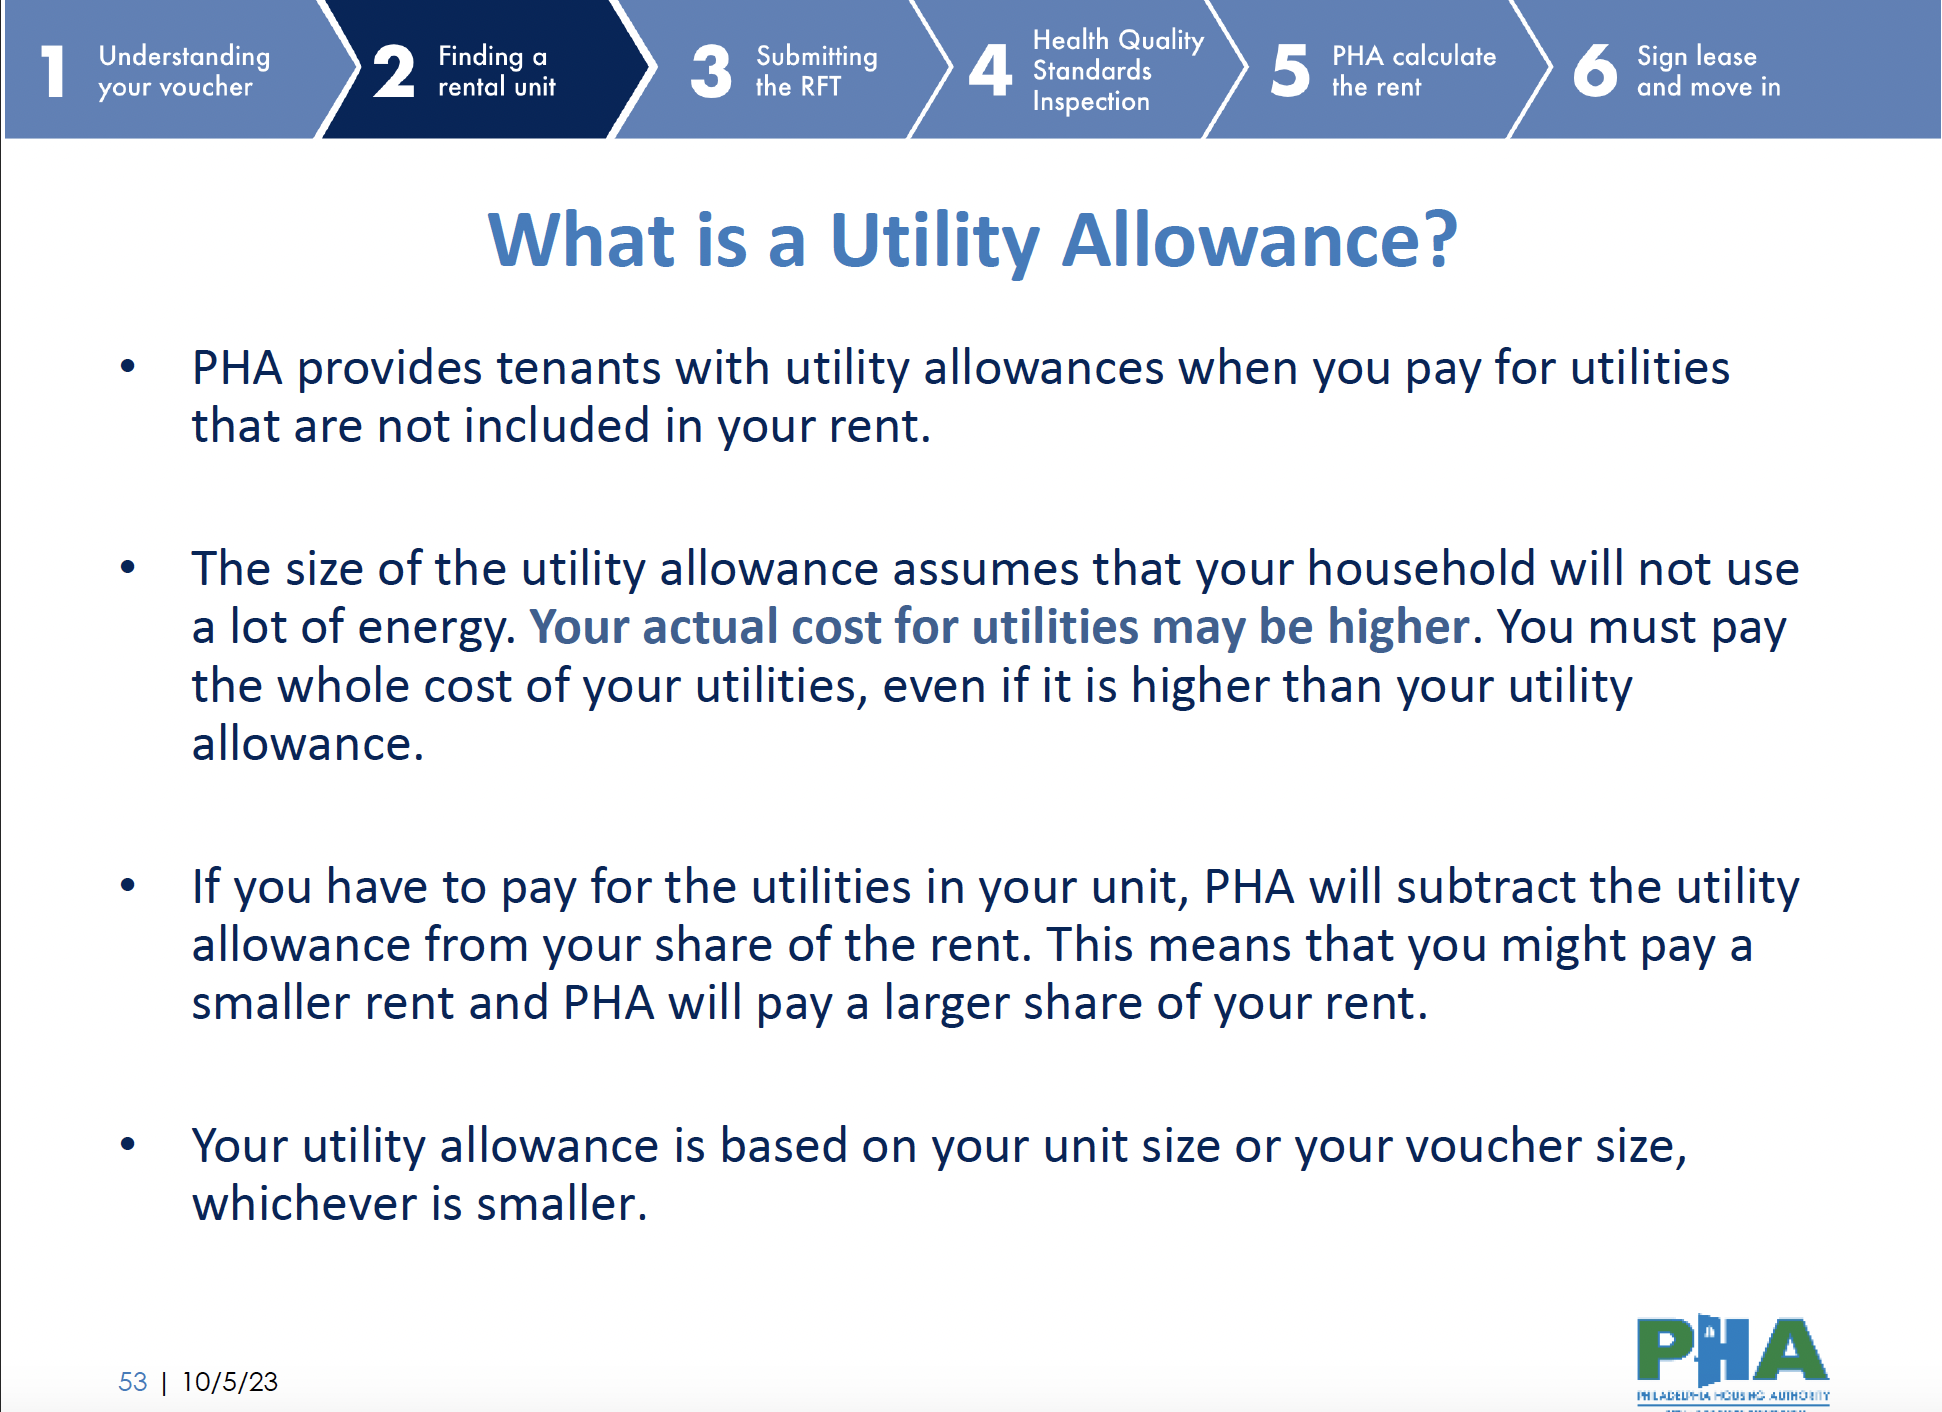 1 Understanding
your voucher
2 Finding a
rental unit
3 Submitting
the RFT
4 Health Quality
Standards
Inspection
5 PHA calculate
the rent
6 Sign lease
and move in
What is a Utility Allowance?
• PHA provides tenants with utility allowances when you pay for utilities
that are not included in your rent.
• The size of the utility allowance assumes that your household will not use
a lot of energy. Your actual cost for utilities may be higher. You must pay
the whole cost of your utilities, even if it is higher than your utility
allowance.
• If you have to pay for the utilities in your unit, PHA will subtract the utility
allowance from your share of the rent. This means that you might pay a
smaller rent and PHA will pay a larger share of your rent.
• Your utility allowance is based on your unit size or your voucher size,
whichever is smaller.
53 | 10/5/23
PHA
PHILADELPHIA HOUSING AUTHORITY